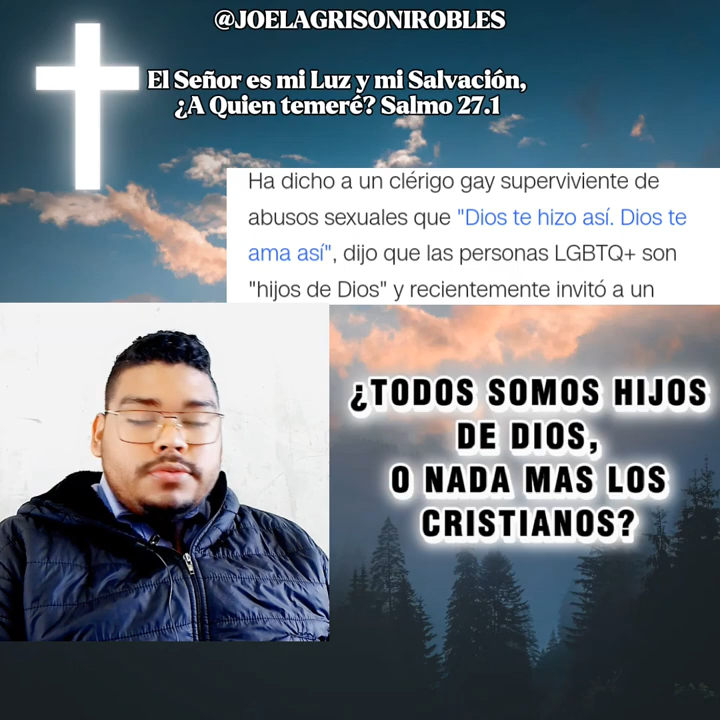 @JOELAGRISONIROBLES
El Señor es mi Luz y mi Salvación,
¿A Quien temeré? Salmo 27.1
Ha dicho a un clérigo gay superviviente de
abusos sexuales que "Dios te hizo así. Dios te
ama así", dijo que las personas LGBTQ+ son
"hijos de Dios" y recientemente invitó a un
¿TODOS SOMOS HIJOS
DE DIOS,
O NADA MAS LOS
CRISTIANOS?